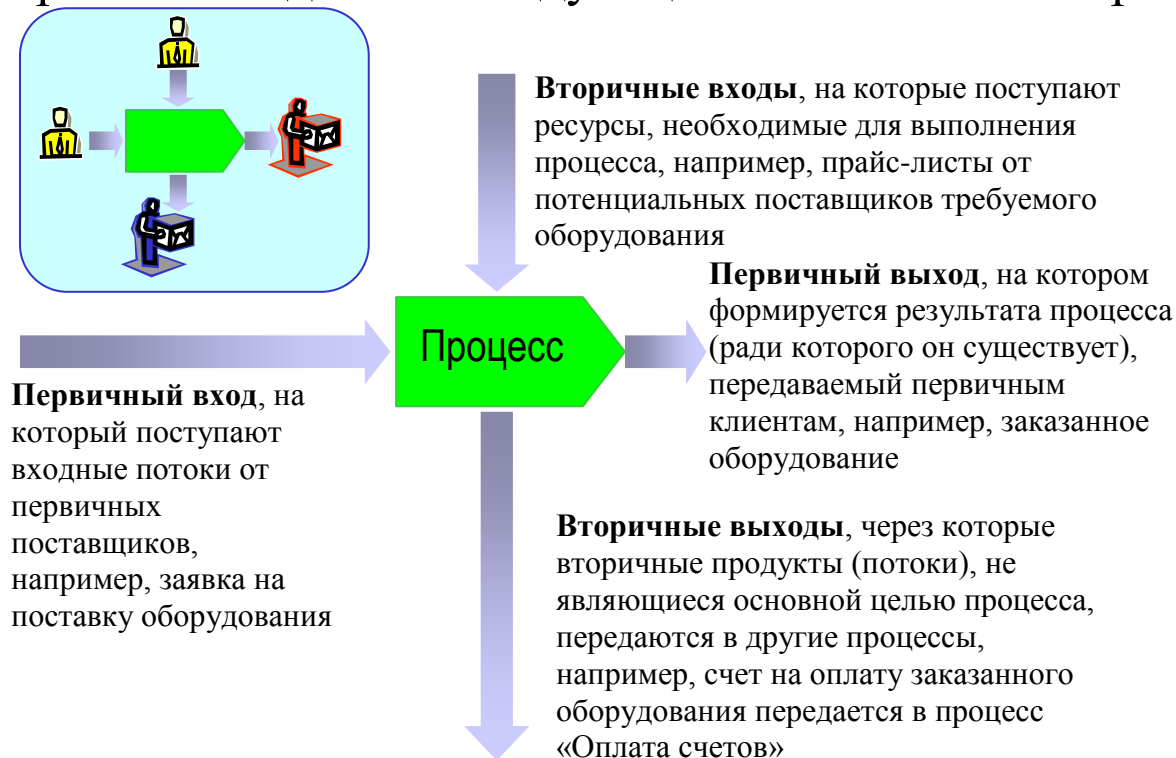 Вторичные входы, на которые поступают
ресурсы, необходимые для выполнения
процесса, например, прайс-листы от
потенциальных поставщиков требуемого
оборудования
Первичный выход, на котором
формируется результата процесса
(ради которого он существует),
передаваемый первичным
клиентам, например, заказанное
оборудование
Процесс
Первичный вход, на
который поступают
входные потоки от
первичных
поставщиков,
например, заявка на
поставку оборудования
Вторичные выходы, через которые
вторичные продукты (потоки), не
являющиеся основной целью процесса,
передаются в другие процессы,
например, счет на оплату заказанного
оборудования передается в процесс
«Оплата счетов»